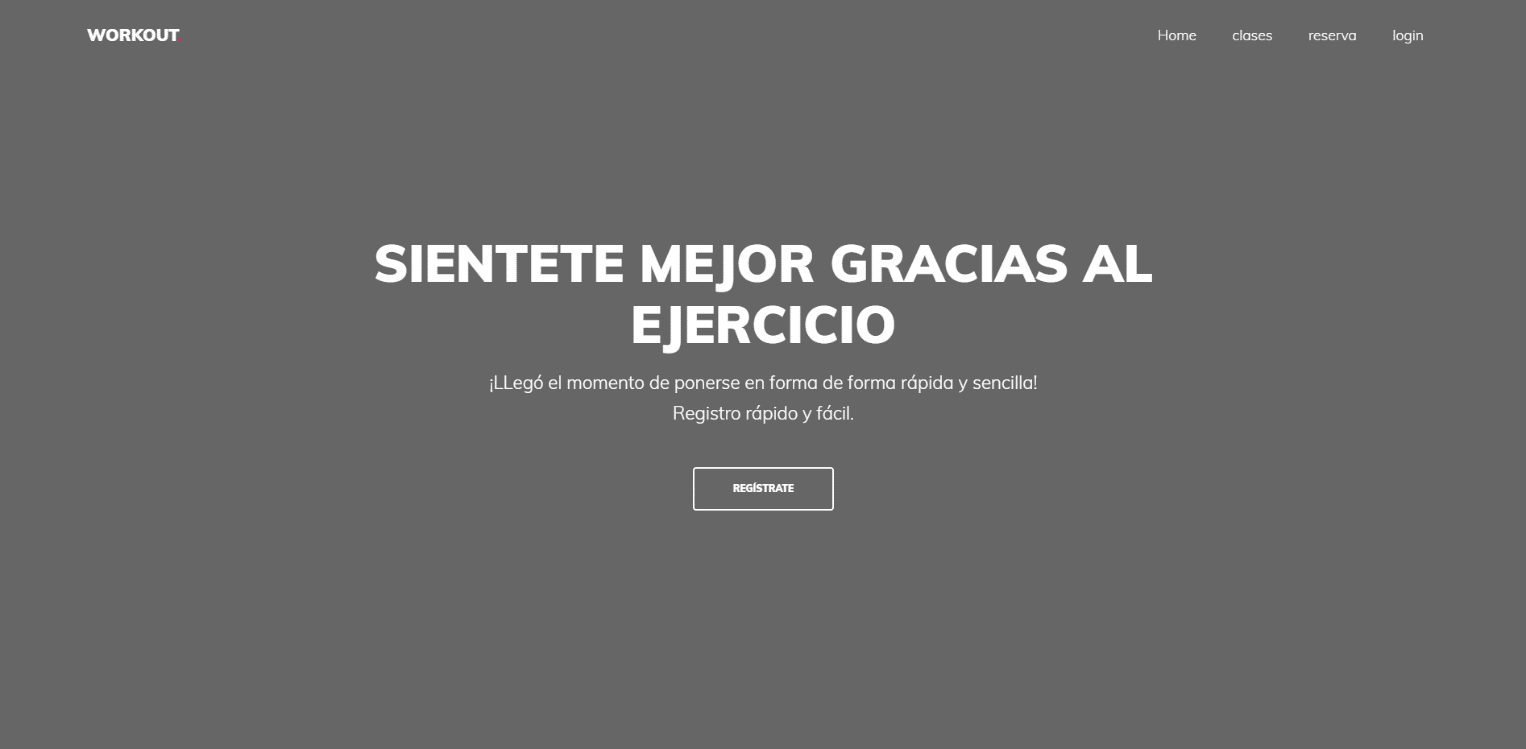 WORKOUT.
Home clases reserva login
SIENTETE MEJOR GRACIAS AL
EJERCICIO
¡LLegó el momento de ponerse en forma de forma rápida y sencilla!
Registro rápido y fácil.
REGÍSTRATE